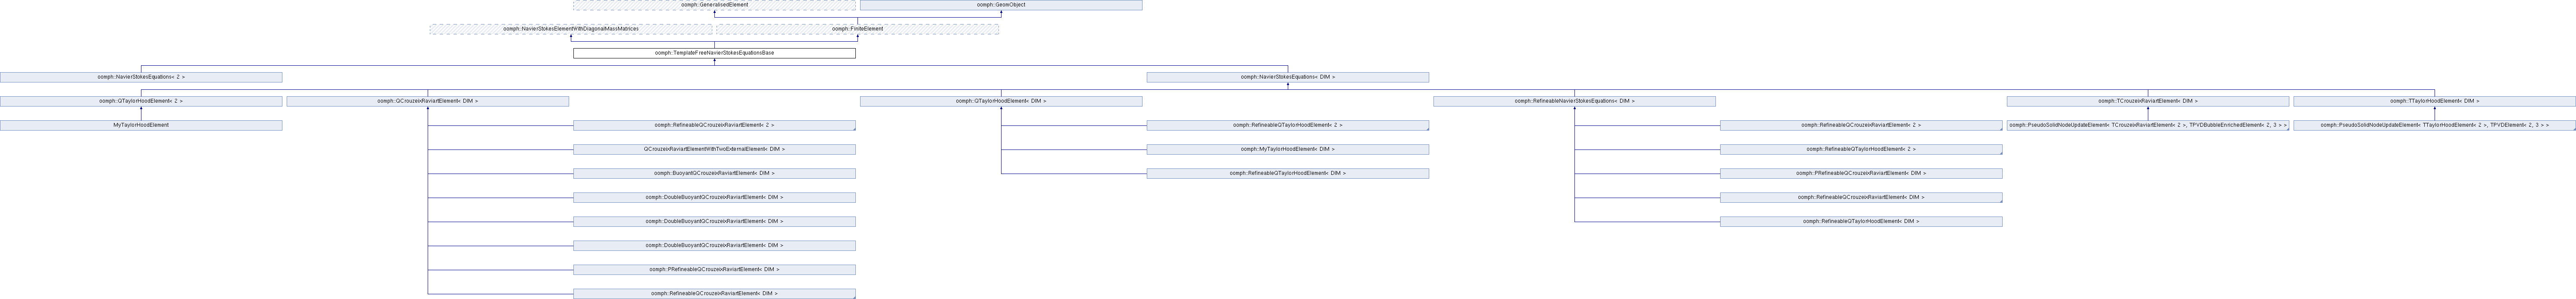 oomph::GeneralisedElement
oomph::GeomObject
oomph::NavierStokesElementWithDiagonalMassMatrices
oomph::FiniteElement
oomph::TemplateFreeNavierStokesEquationsBase
oomph::NavierStokesEquations< 2 >
oomph::NavierStokesEquations< DIM >
oomph::QTaylorHoodElement< 2 >
oomph::QCrouzeixRaviartElement< DIM >
oomph::QTaylorHoodElement< DIM >
oomph::RefineableNavierStokesEquations< DIM >
oomph::TCrouzeixRaviartElement< DIM >
oomph::TTaylorHoodElement< DIM >
MyTaylorHoodElement
oomph::RefineableQCrouzeixRaviartElement< 2 >
oomph::RefineableQTaylorHoodElement< 2 >
oomph::RefineableQCrouzeixRaviartElement< 2 >
oomph::PseudoSolidNodeUpdateElement< TCrouzeixRaviartElement< 2 >, TPVDBubbleEnrichedElement< 2, 3 > >
oomph::PseudoSolidNodeUpdateElement< TTaylorHoodElement< 2 >, TPVDElement< 2, 3 > >
QCrouzeixRaviartElementWithTwoExternalElement< DIM >
oomph::MyTaylorHoodElement< DIM >
oomph::RefineableQTaylorHoodElement< 2 >
oomph::BuoyantQCrouzeixRaviartElement< DIM >
oomph::RefineableQTaylorHoodElement< DIM >
oomph::PRefineableQCrouzeixRaviartElement< DIM >
oomph::DoubleBuoyantQCrouzeixRaviartElement< DIM >
oomph::RefineableQCrouzeixRaviartElement< DIM >
oomph::DoubleBuoyantQCrouzeixRaviartElement< DIM >
oomph::RefineableQTaylorHoodElement< DIM >
oomph::DoubleBuoyantQCrouzeixRaviartElement< DIM >
oomph::PRefineableQCrouzeixRaviartElement< DIM >
oomph::RefineableQCrouzeixRaviartElement< DIM >